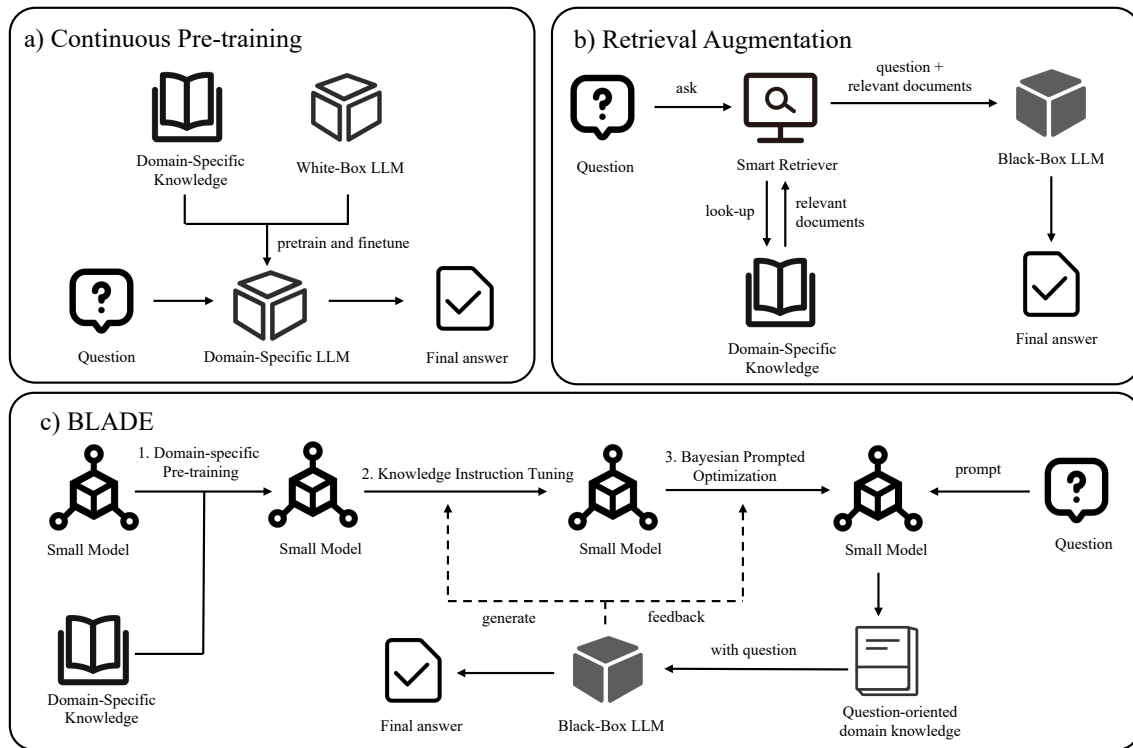 a) Continuous Pre-training
Domain-Specific
Knowledge
White-Box LLM
pretrain and finetune
Question
Domain-Specific LLM
Final answer
b) Retrieval Augmentation
ask
question +
relevant documents
Question
Smart Retriever
Black-Box LLM
look-up
relevant
documents
Domain-Specific
Knowledge
Final answer
c) BLADE
1. Domain-specific
Pre-training
2. Knowledge Instruction Tuning
3. Bayesian Prompted
Optimization
prompt
Small Model
Small Model
Small Model
Small Model
Question
generate
feedback
with question
Domain-Specific
Knowledge
Final answer
Black-Box LLM
Question-oriented
domain knowledge